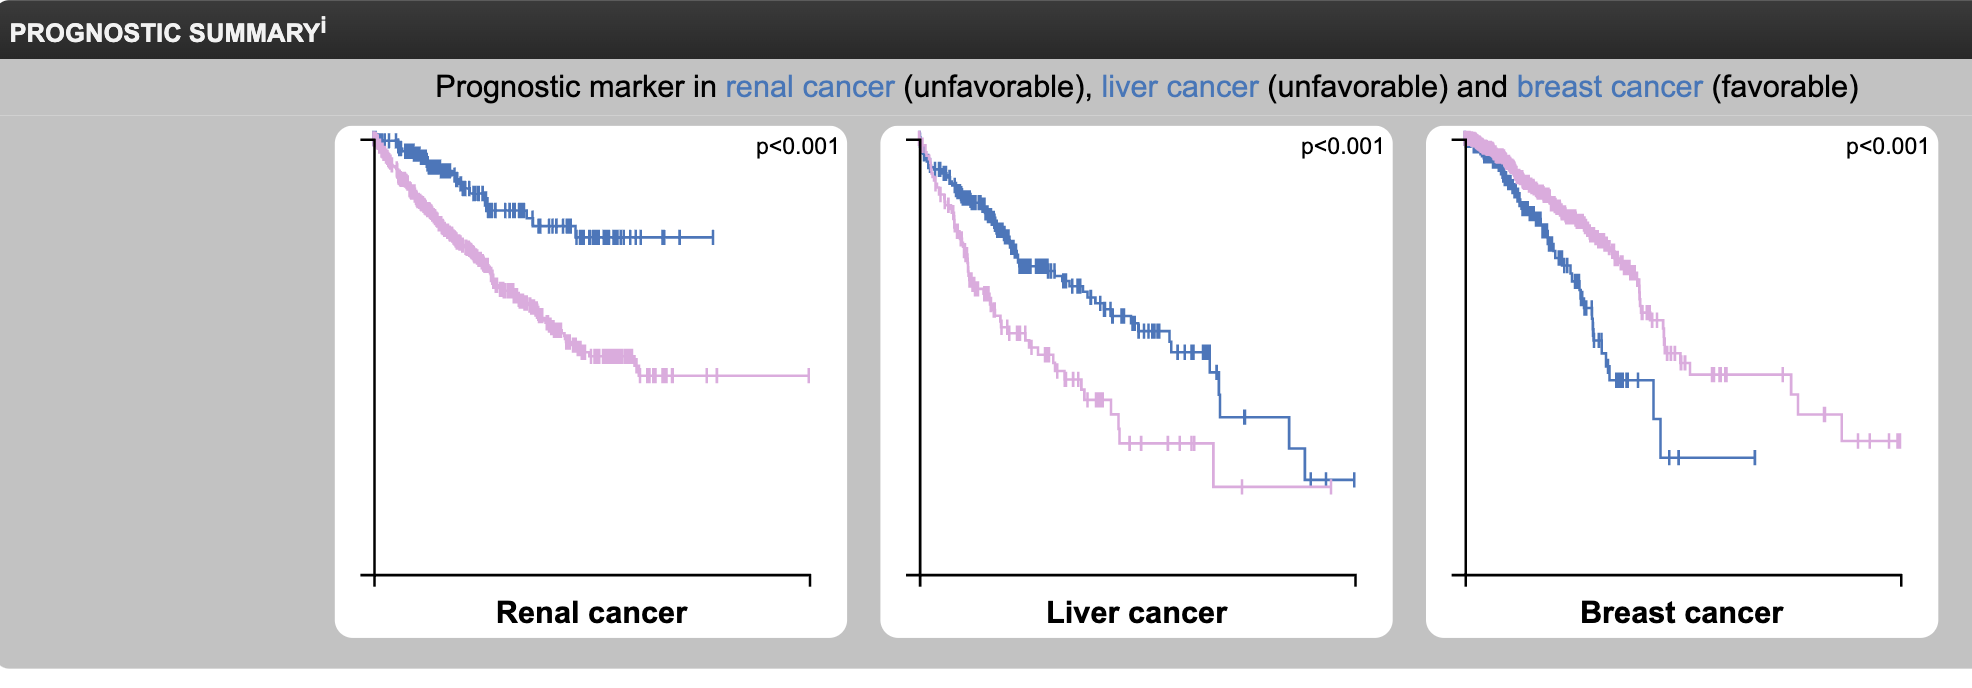 PROGNOSTIC SUMMARYⁱ
Prognostic marker in renal cancer (unfavorable), liver cancer (unfavorable) and breast cancer (favorable)
p<0.001
Renal cancer
p<0.001
Liver cancer
p<0.001
Breast cancer